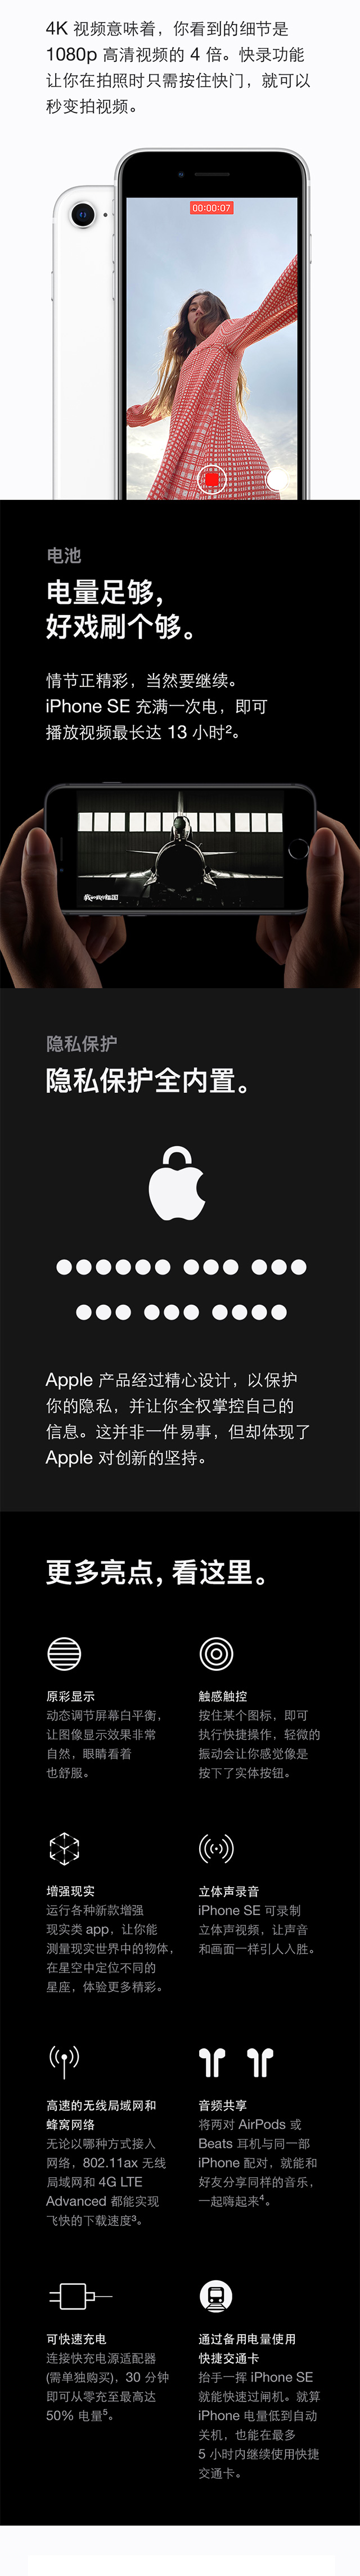 4K 视频意味着，你看到的细节是
1080p 高清视频的 4 倍。快录功能
让你在拍照时只需按住快门，就可以
秒变拍视频。
00:00:07
电池
电量足够，
好戏刷个够。
情节正精彩，当然要继续。
iPhone SE 充满一次电，即可
播放视频最长达 13 小时²。
我和我的祖国
隐私保护
隐私保护全内置。
Apple 产品经过精心设计，以保护
你的隐私，并让你全权掌控自己的
信息。这并非一件易事，但却体现了
Apple 对创新的坚持。
更多亮点，看这里。
原彩显示
动态调节屏幕白平衡，
让图像显示效果非常
自然，眼睛看着
也舒服。
触感触控
按住某个图标，即可
执行快捷操作，轻微的
振动会让你感觉像是
按下了实体按钮。
增强现实
运行各种新款增强
现实类 app，让你能
测量现实世界中的物体，
在星空中定位不同的
星座，体验更多精彩。
立体声录音
iPhone SE 可录制
立体声视频，让声音
和画面一样引人入胜。
高速的无线局域网和
蜂窝网络
无论以哪种方式接入
网络，802.11ax 无线
局域网和 4G LTE
Advanced 都能实现
飞快的下载速度³。
音频共享
将两对 AirPods 或
Beats 耳机与同一部
iPhone 配对，就能和
好友分享同样的音乐，
一起嗨起来⁴。
可快速充电
连接快充电源适配器
(需单独购买)，30 分钟
即可从零充至最高达
50% 电量⁵。
通过备用电量使用
快捷交通卡
抬手一挥 iPhone SE
就能快速过闸机。就算
iPhone 电量低到自动
关机，也能在最多
5 小时内继续使用快捷
交通卡。